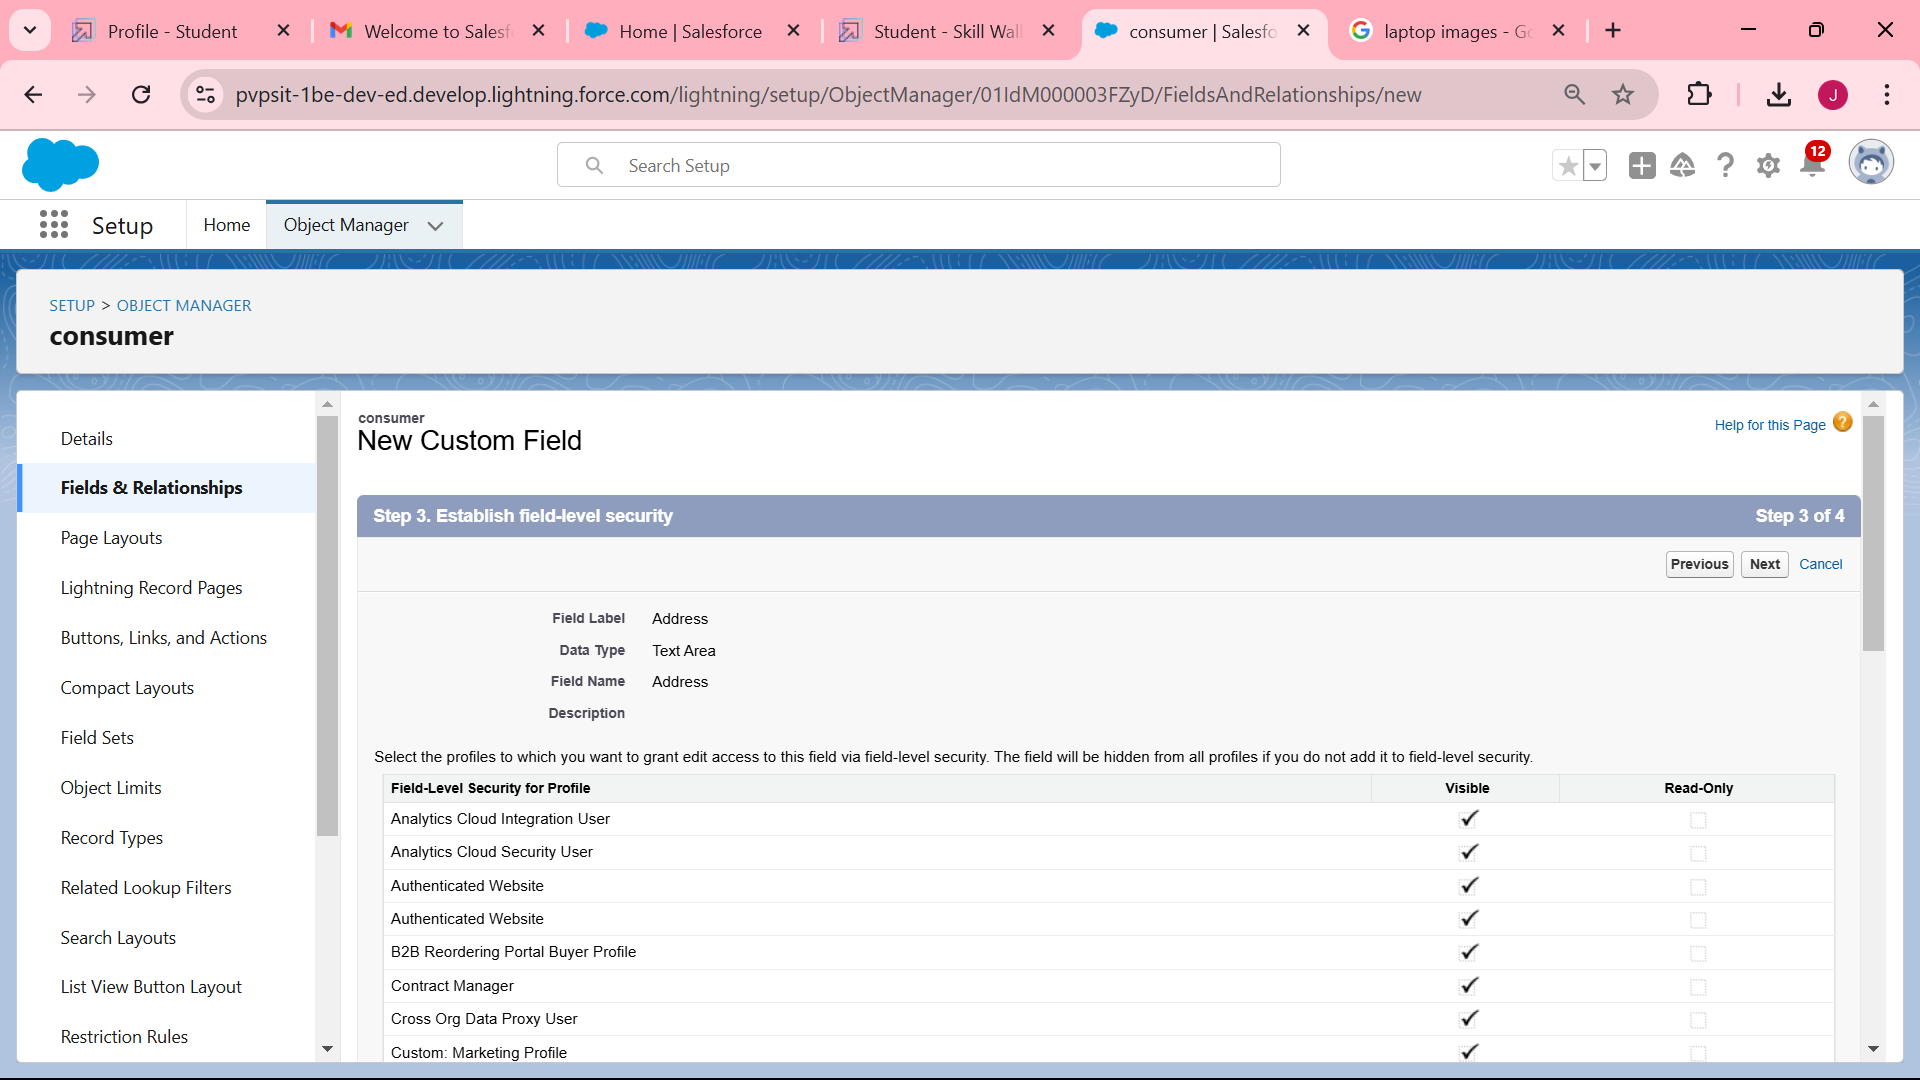 Profile - Student
Welcome to Salesf
Home | Salesforce
Student - Skill Wall
consumer | Salesfo
laptop images - Go
pvpsit-1be-dev-ed.develop.lightning.force.com/lightning/setup/ObjectManager/01IdM000003FZyD/FieldsAndRelationships/new
J
Search Setup
12
Setup
Home
Object Manager
SETUP > OBJECT MANAGER
consumer
Details
Fields & Relationships
Page Layouts
Lightning Record Pages
Buttons, Links, and Actions
Compact Layouts
Field Sets
Object Limits
Record Types
Related Lookup Filters
Search Layouts
List View Button Layout
Restriction Rules
consumer
New Custom Field
Help for this Page ?
Step 3. Establish field-level security
Step 3 of 4
Previous Next Cancel
Field Label Address
Data Type Text Area
Field Name Address
Description
Select the profiles to which you want to grant edit access to this field via field-level security. The field will be hidden from all profiles if you do not add it to field-level security.
Field-Level Security for Profile Visible Read-Only
Analytics Cloud Integration User
Analytics Cloud Security User
Authenticated Website
Authenticated Website
B2B Reordering Portal Buyer Profile
Contract Manager
Cross Org Data Proxy User
Custom: Marketing Profile